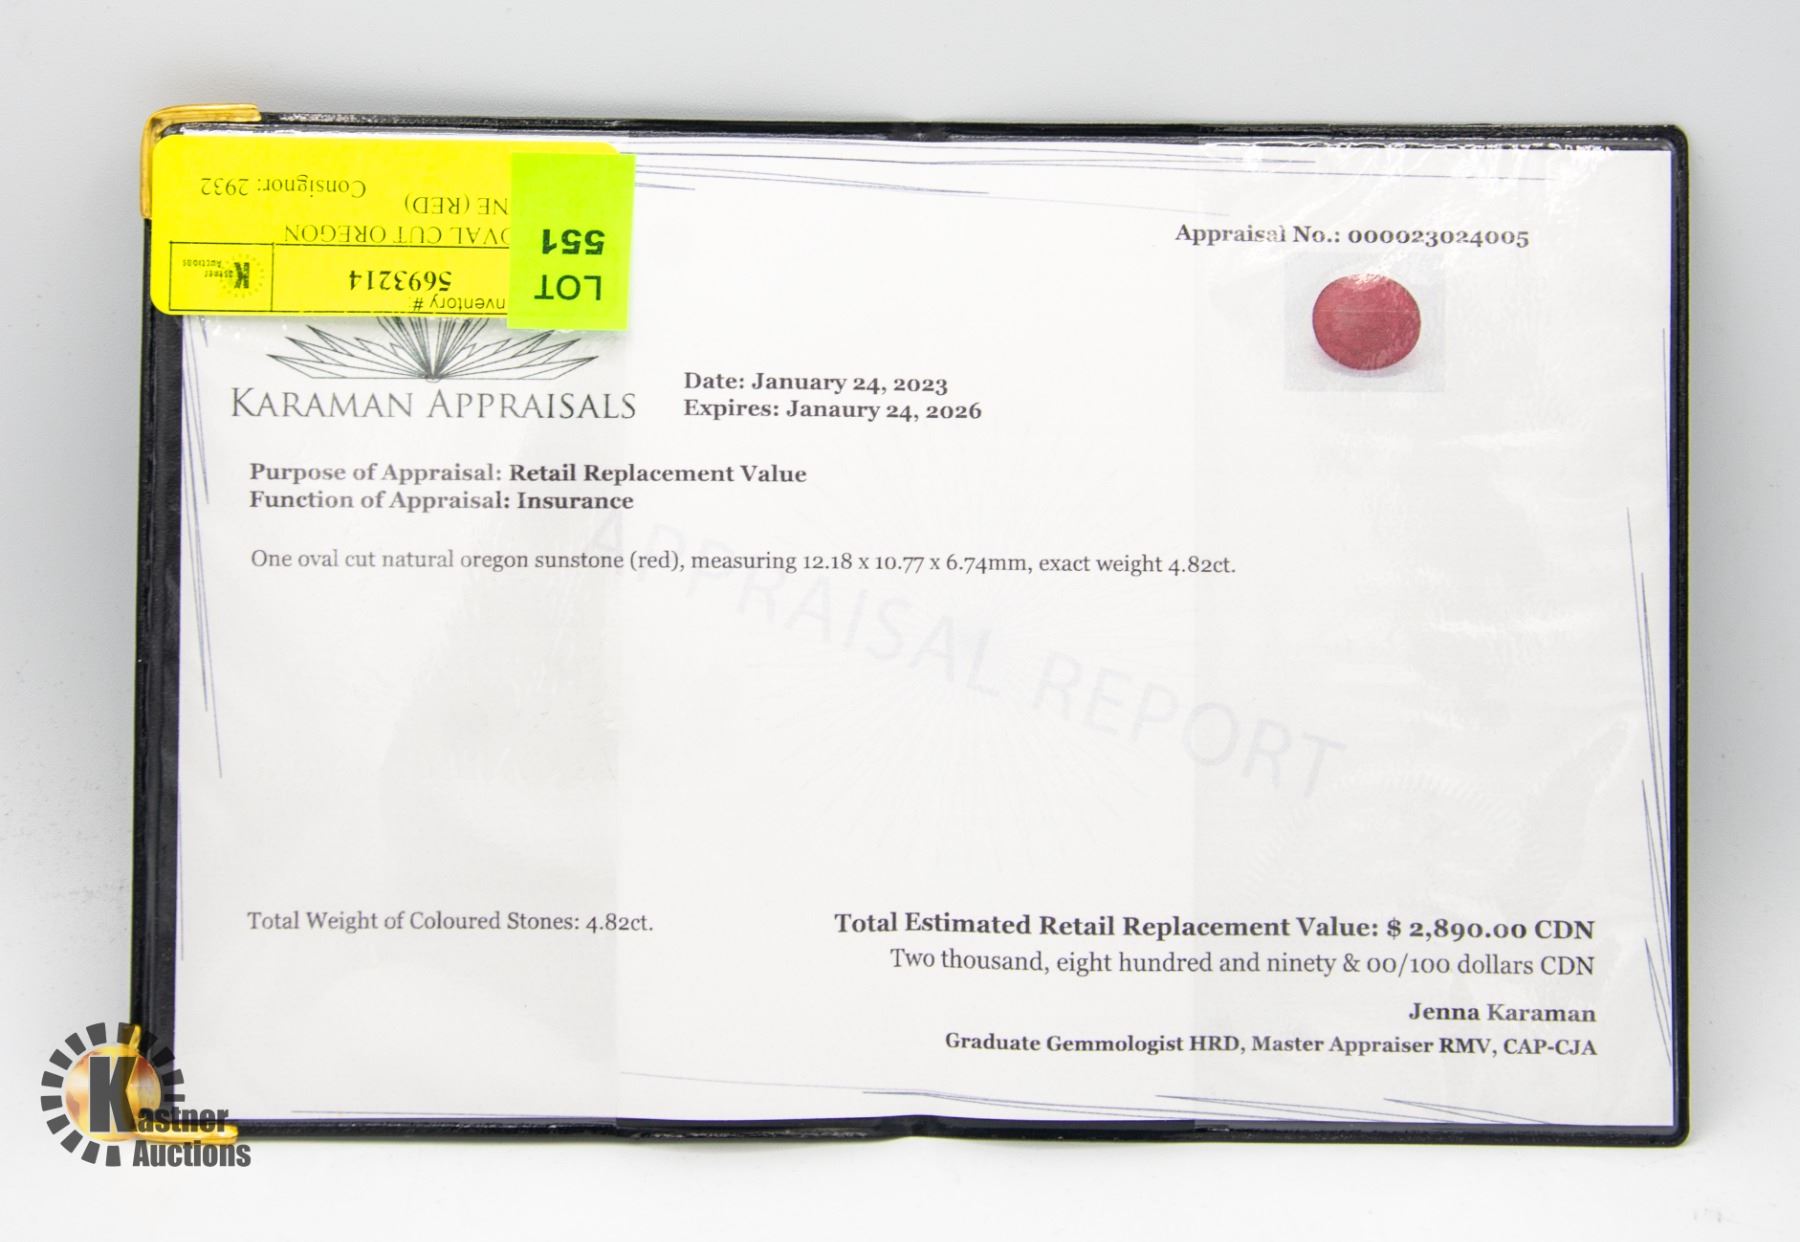 Consignor: 2932
NE (RED)
OVAL CUT OREGON
5693214
nventory #:
Kastner
Auctions
LOT
551
Appraisal No.: 000023024005
KARAMAN APPRAISALS
Date: January 24, 2023
Expires: Janaury 24, 2026
Purpose of Appraisal: Retail Replacement Value
Function of Appraisal: Insurance
One oval cut natural oregon sunstone (red), measuring 12.18 x 10.77 x 6.74mm, exact weight 4.82ct.
APPRAISAL REPORT
Total Weight of Coloured Stones: 4.82ct.
Total Estimated Retail Replacement Value: $ 2,890.00 CDN
Two thousand, eight hundred and ninety & 00/100 dollars CDN
Jenna Karaman
Graduate Gemmologist HRD, Master Appraiser RMV, CAP-CJA
Kastner
Auctions